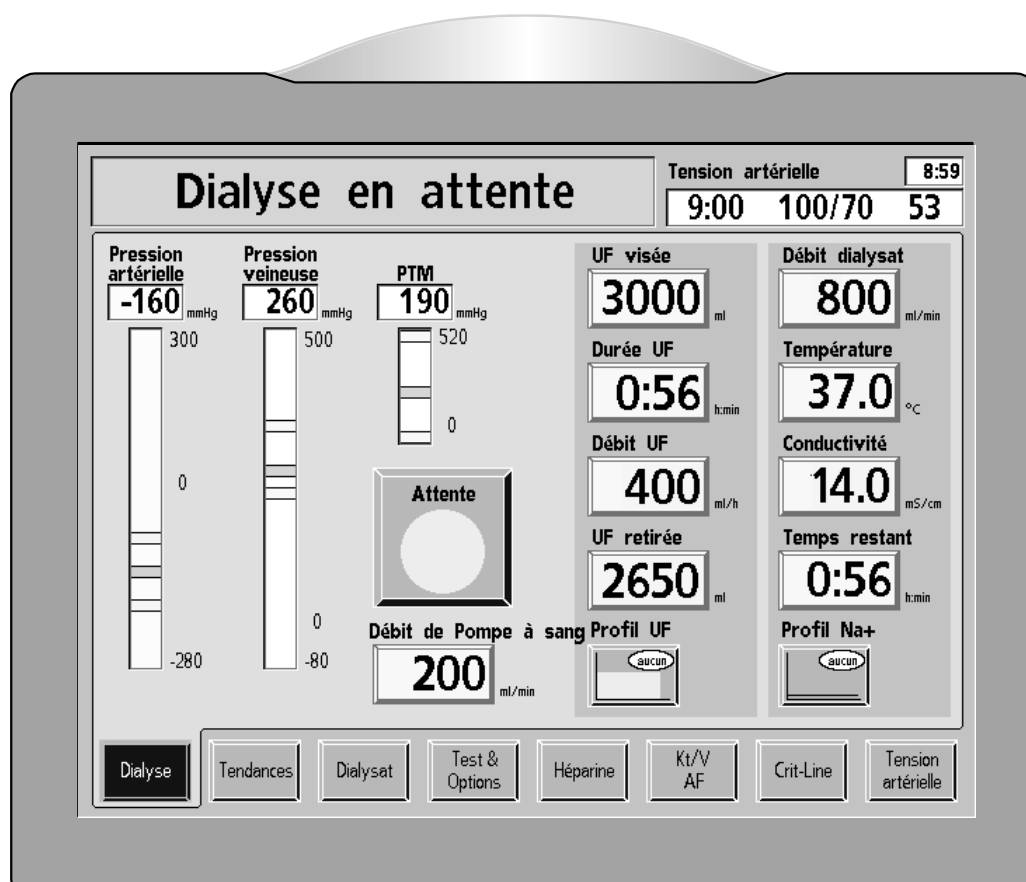 Dialyse en attente
Tension artérielle
8:59
9:00 100/70 53
Pression
artérielle
-160 mmHg
300
0
-280
Pression
veineuse
260 mmHg
500
0
-80
PTM
190 mmHg
520
0
Attente
Débit de Pompe à sang
200 ml/min
UF visée
3000 ml
Durée UF
0:56 h:min
Débit UF
400 ml/h
UF retirée
2650 ml
Profil UF
aucun
Débit dialysat
800 ml/min
Température
37.0 °C
Conductivité
14.0 mS/cm
Temps restant
0:56 h:min
Profil Na+
aucun
Dialyse
Tendances
Dialysat
Test &
Options
Héparine
Kt/V
AF
Crit-Line
Tension
artérielle